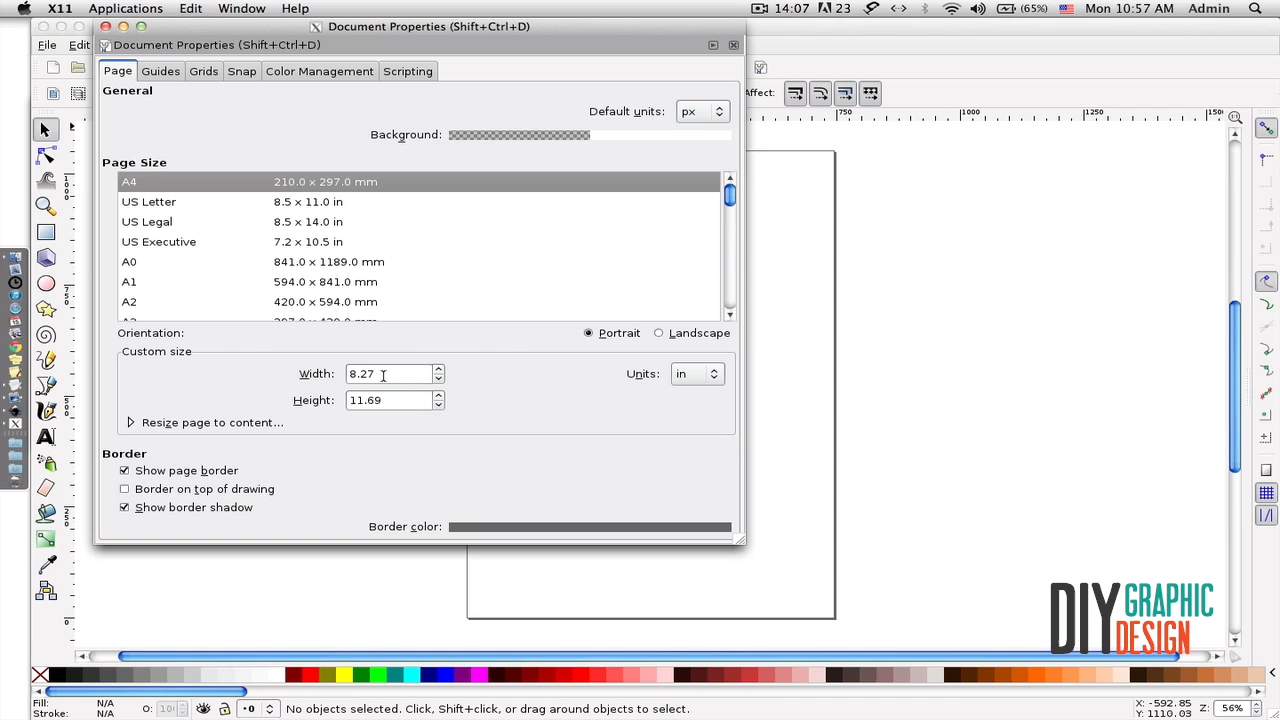 X11 Applications Edit Window Help 14:07 23 (65%) Mon 10:57 AM Admin
Document Properties (Shift+Ctrl+D)
Document Properties (Shift+Ctrl+D)
File Edit
Page Guides Grids Snap Color Management Scripting
General
Affect:
Default units: px
Background:
750 1000 1250
Page Size
A4 210.0 x 297.0 mm
US Letter 8.5 x 11.0 in
US Legal 8.5 x 14.0 in
US Executive 7.2 x 10.5 in
A0 841.0 x 1189.0 mm
A1 594.0 x 841.0 mm
A2 420.0 x 594.0 mm
Orientation: Portrait Landscape
Custom size
Width: 8.27 Units: in
Height: 11.69
Resize page to content...
Border
Show page border
Border on top of drawing
Show border shadow
Border color:
DIY GRAPHIC DESIGN
Fill: N/A
Stroke: N/A
O:
0 No objects selected. Click, Shift+click, or drag around objects to select.
X: -592.85
Y: 1110.03
Z: 56%